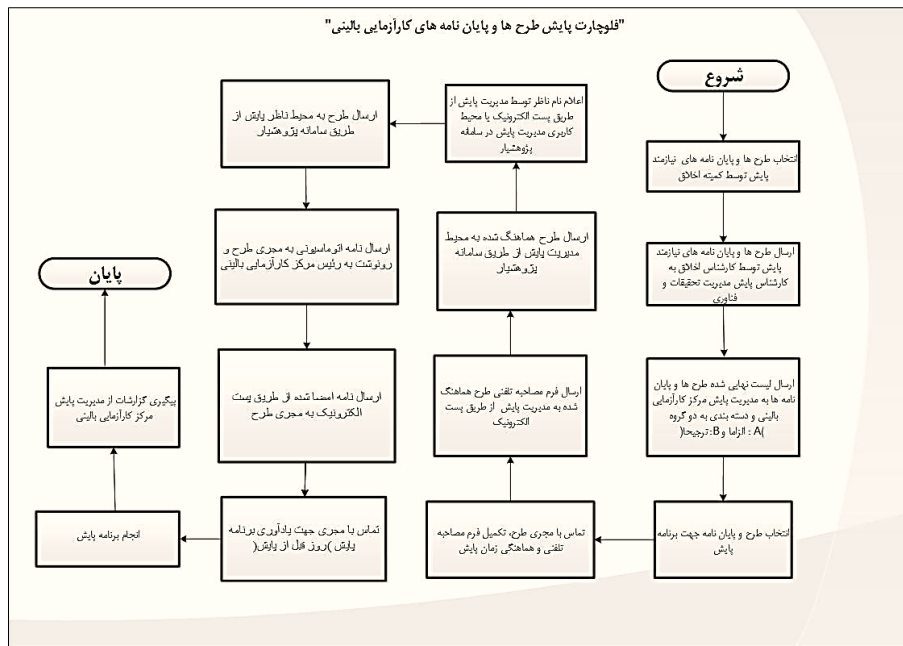 "فلوچارت پایش طرح ها و پایان نامه های کارآزمایی بالینی"
شروع
انتخاب طرح ها و پایان نامه های نیازمند
پایش توسط کمیته اخلاق
ارسال طرح ها و پایان نامه های نیازمند
پایش توسط کارشناس اخلاق به
کارشناس پایش مدیریت تحقیقات و
فناوری
ارسال لیست نهایی شده طرح ها و پایان
نامه ها به مدیریت پایش مرکز کارآزمایی
بالینی و دسته بندی به دو گروه
)A : الزاما و B: ترجیحا(
انتخاب طرح و پایان نامه جهت برنامه
پایش
تماس با مجری طرح، تکمیل فرم مصاحبه
تلفنی و هماهنگی زمان پایش
ارسال فرم مصاحبه تلفنی طرح هماهنگ
شده به مدیریت پایش از طریق پست
الکترونیک
ارسال طرح هماهنگ شده به محیط
مدیریت پایش از طریق سامانه
پژوهشیار
اعلام نام ناظر توسط مدیریت پایش از
طریق پست الکترونیک یا محیط
کاربری مدیریت پایش در سامانه
پژوهشیار
ارسال طرح به محیط ناظر پایش از
طریق سامانه پژوهشیار
ارسال نامه اتوماسیونی به مجری طرح و
رونوشت به رئیس مرکز کارآزمایی بالینی
ارسال نامه امضا شده از طریق پست
الکترونیک به مجری طرح
تماس با مجری جهت یادآوری برنامه
پایش )روز قبل از پایش(
انجام برنامه پایش
پیگیری گزارشات از مدیریت پایش
مرکز کارآزمایی بالینی
پایان